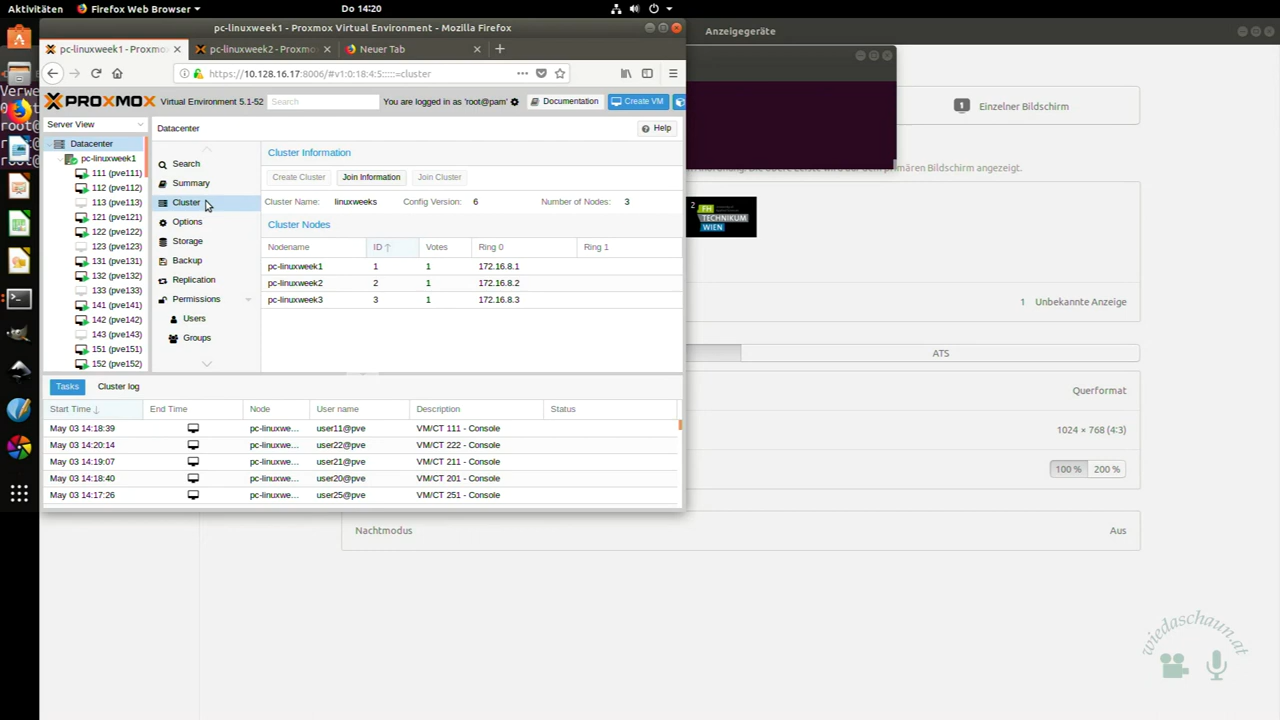 Aktivitäten
Firefox Web Browser
Do 14:20
pc-linuxweek1 - Proxmox Virtual Environment - Mozilla Firefox
Anzeigegeräte
pc-linuxweek1 - Proxmo
pc-linuxweek2 - Proxmo
Neuer Tab
https://10.128.16.17:8006/#v1:0:18:4:5:::::=cluster
Verwe
root@
root@
root@
PROXMOX Virtual Environment 5.1-52
Search
You are logged in as 'root@pam'
Documentation
Create VM
1 Einzelner Bildschirm
Server View
Datacenter
Help
Datacenter
pc-linuxweek1
111 (pve111)
112 (pve112)
113 (pve113)
121 (pve121)
122 (pve122)
123 (pve123)
131 (pve131)
132 (pve132)
133 (pve133)
141 (pve141)
142 (pve142)
143 (pve143)
151 (pve151)
152 (pve152)
Search
Summary
Cluster
Options
Storage
Backup
Replication
Permissions
Users
Groups
Cluster Information
Create Cluster
Join Information
Join Cluster
Cluster Name: linuxweeks Config Version: 6 Number of Nodes: 3
Cluster Nodes
Nodename ID Votes Ring 0 Ring 1
pc-linuxweek1 1 1 172.16.8.1
pc-linuxweek2 2 1 172.16.8.2
pc-linuxweek3 3 1 172.16.8.3
Tasks
Cluster log
Start Time End Time Node User name Description Status
May 03 14:18:39 pc-linuxwe... user11@pve VM/CT 111 - Console
May 03 14:20:14 pc-linuxwe... user22@pve VM/CT 222 - Console
May 03 14:19:07 pc-linuxwe... user21@pve VM/CT 211 - Console
May 03 14:18:40 pc-linuxwe... user20@pve VM/CT 201 - Console
May 03 14:17:26 pc-linuxwe... user25@pve VM/CT 251 - Console
primären Bildschirm angezeigt.
2
FH
TECHNIKUM
WIEN
1 Unbekannte Anzeige
ATS
Querformat
1024 × 768 (4:3)
100 %
200 %
Nachtmodus
Aus
wiedaschaun.at